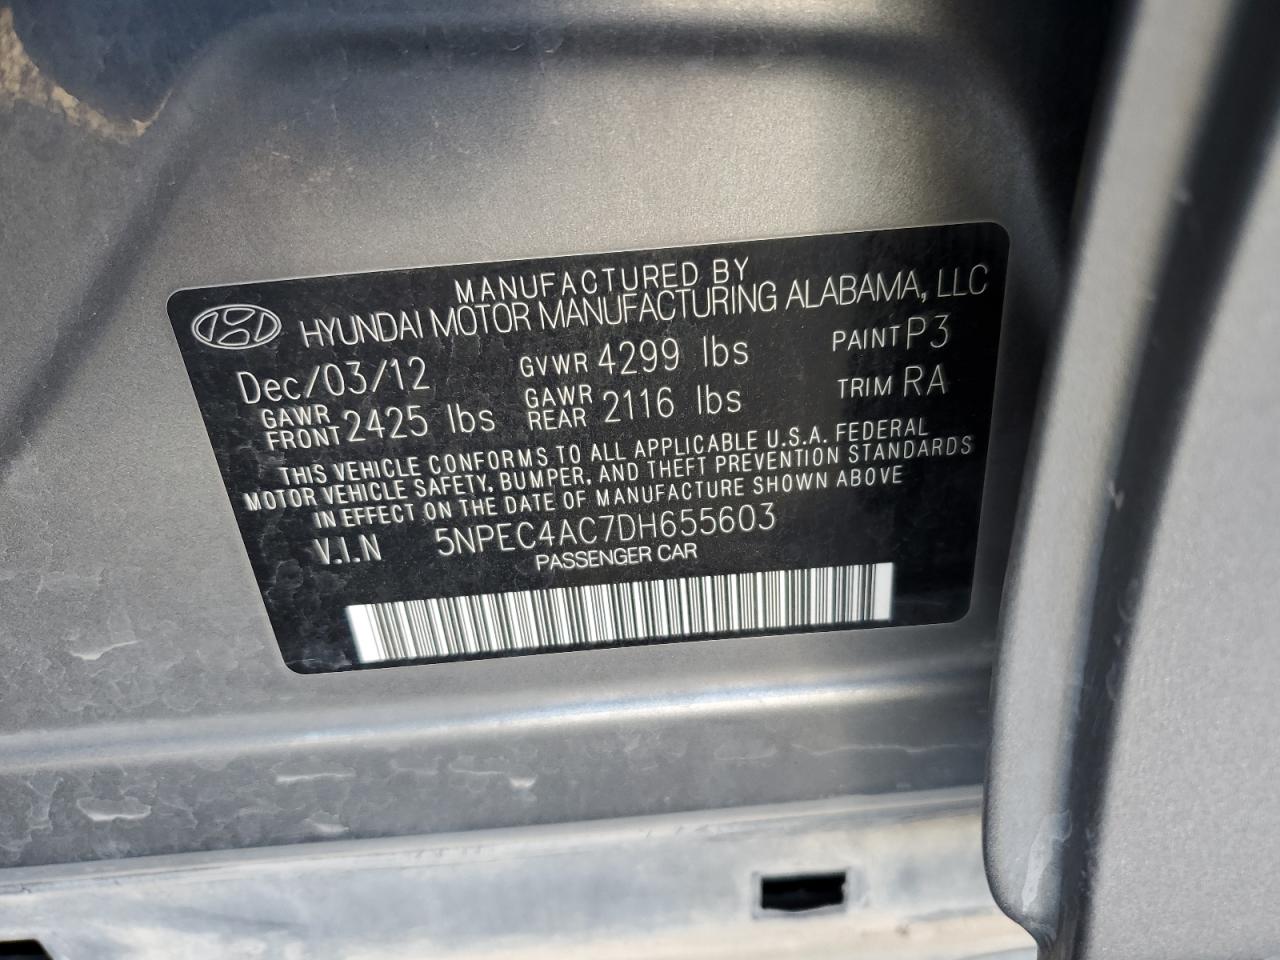 MANUFACTURED BY
HYUNDAI MOTOR MANUFACTURING ALABAMA, LLC
Dec/03/12 GVWR 4299 lbs PAINT P3
GAWR FRONT 2425 lbs GAWR REAR 2116 lbs TRIM RA
THIS VEHICLE CONFORMS TO ALL APPLICABLE U.S.A. FEDERAL
MOTOR VEHICLE SAFETY, BUMPER, AND THEFT PREVENTION STANDARDS
IN EFFECT ON THE DATE OF MANUFACTURE SHOWN ABOVE
V.I.N 5NPEC4AC7DH655603
PASSENGER CAR